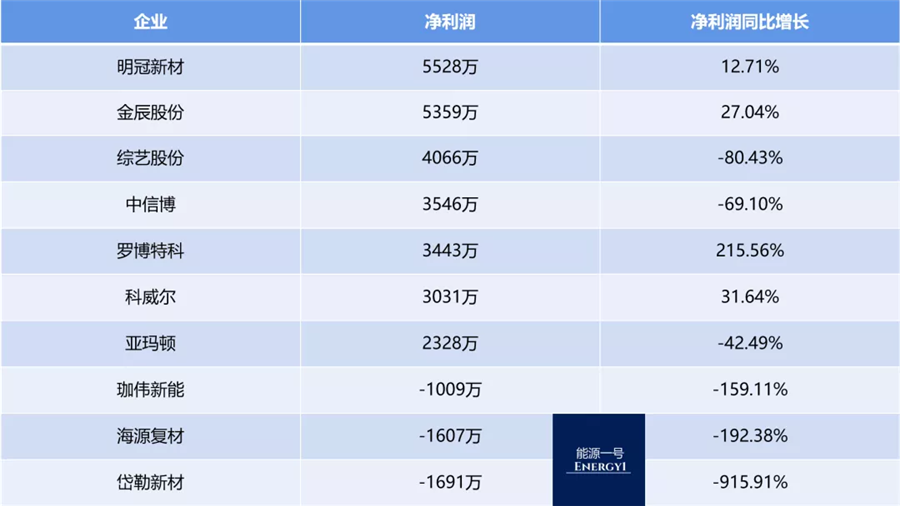 企业 净利润 净利润同比增长
明冠新材 5528万 12.71%
金辰股份 5359万 27.04%
综艺股份 4066万 -80.43%
中信博 3546万 -69.10%
罗博特科 3443万 215.56%
科威尔 3031万 31.64%
亚玛顿 2328万 -42.49%
珈伟新能 -1009万 -159.11%
海源复材 -1607万 -192.38%
岱勒新材 -1691万 -915.91%
能源一号
ENERGY1